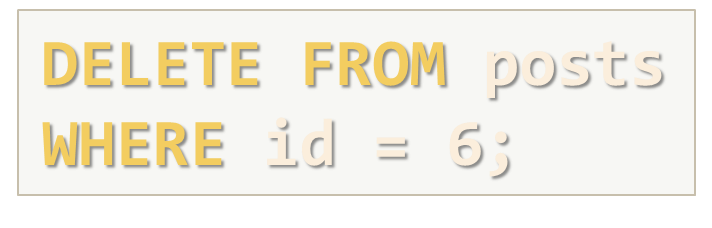 DELETE FROM posts
WHERE id = 6;